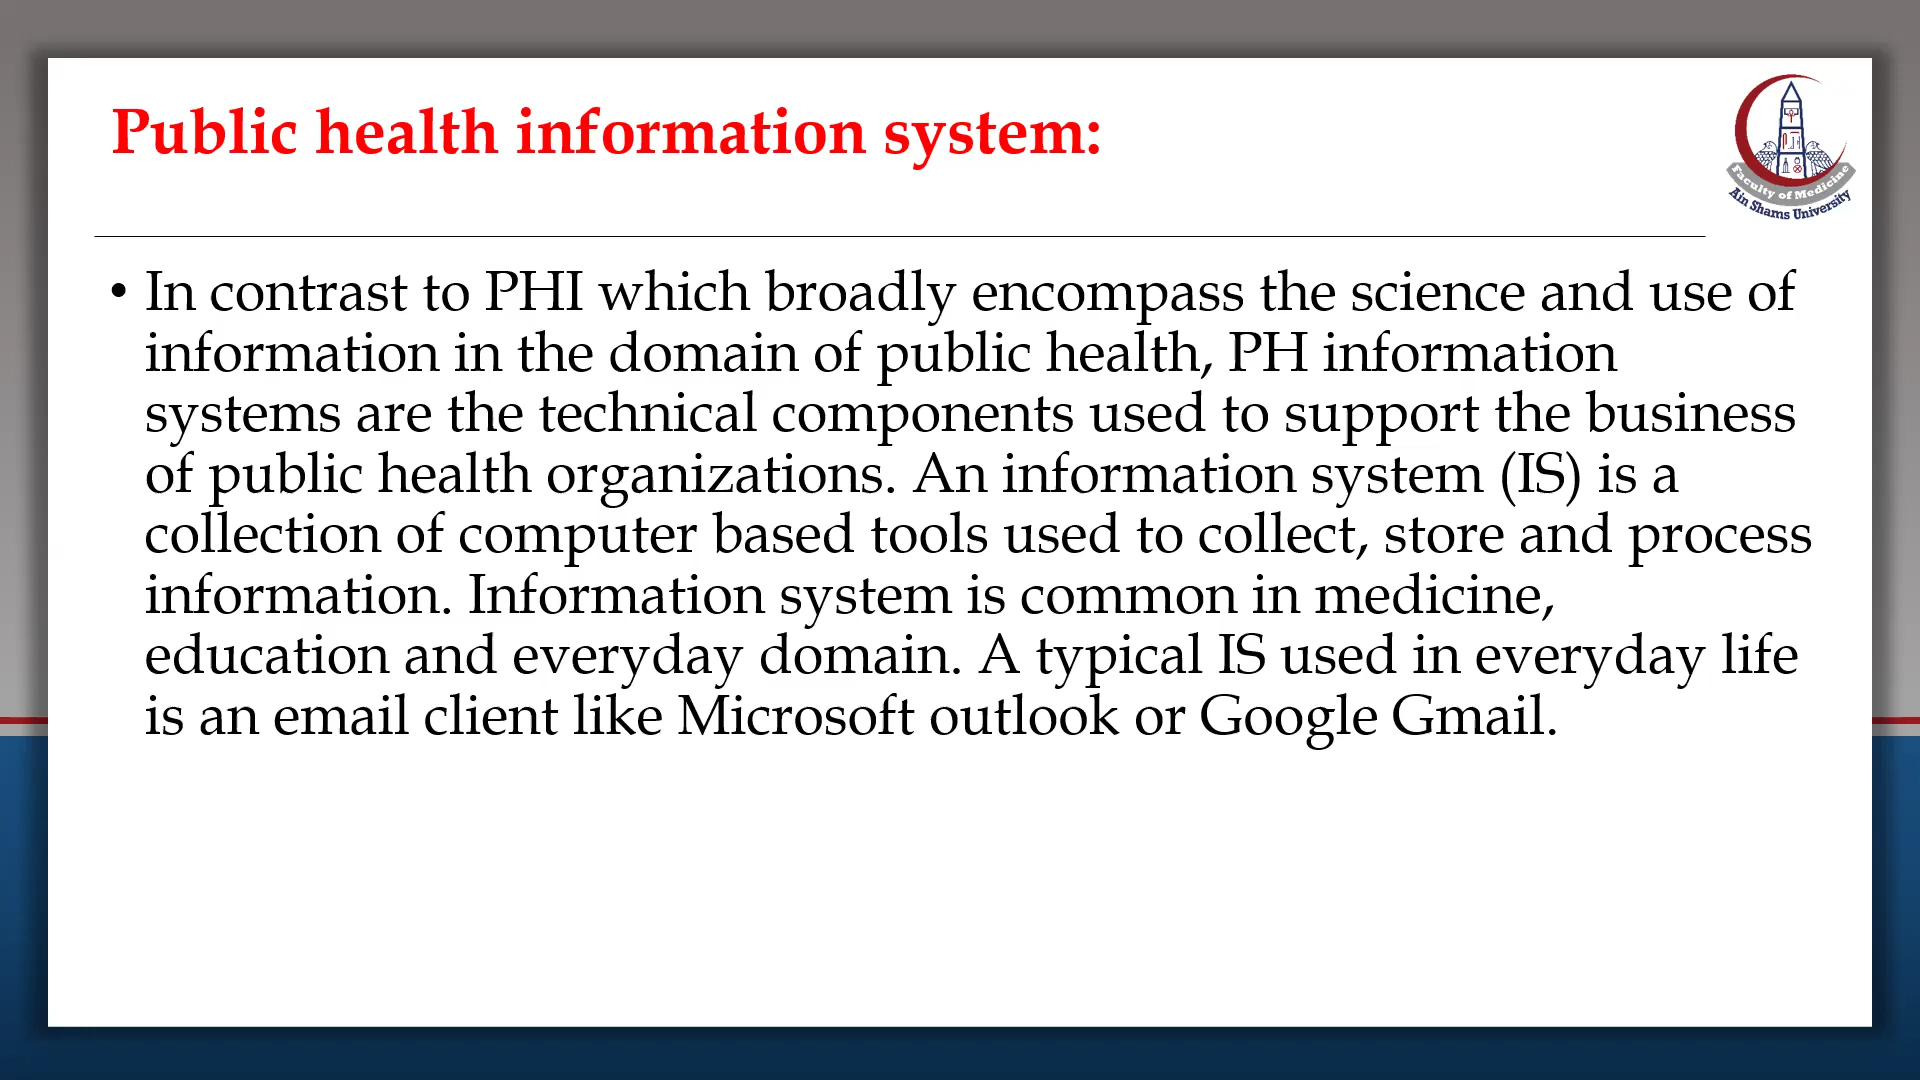 Public health information system:
Faculty of Medicine
Ain Shams University
• In contrast to PHI which broadly encompass the science and use of
information in the domain of public health, PH information
systems are the technical components used to support the business
of public health organizations. An information system (IS) is a
collection of computer based tools used to collect, store and process
information. Information system is common in medicine,
education and everyday domain. A typical IS used in everyday life
is an email client like Microsoft outlook or Google Gmail.